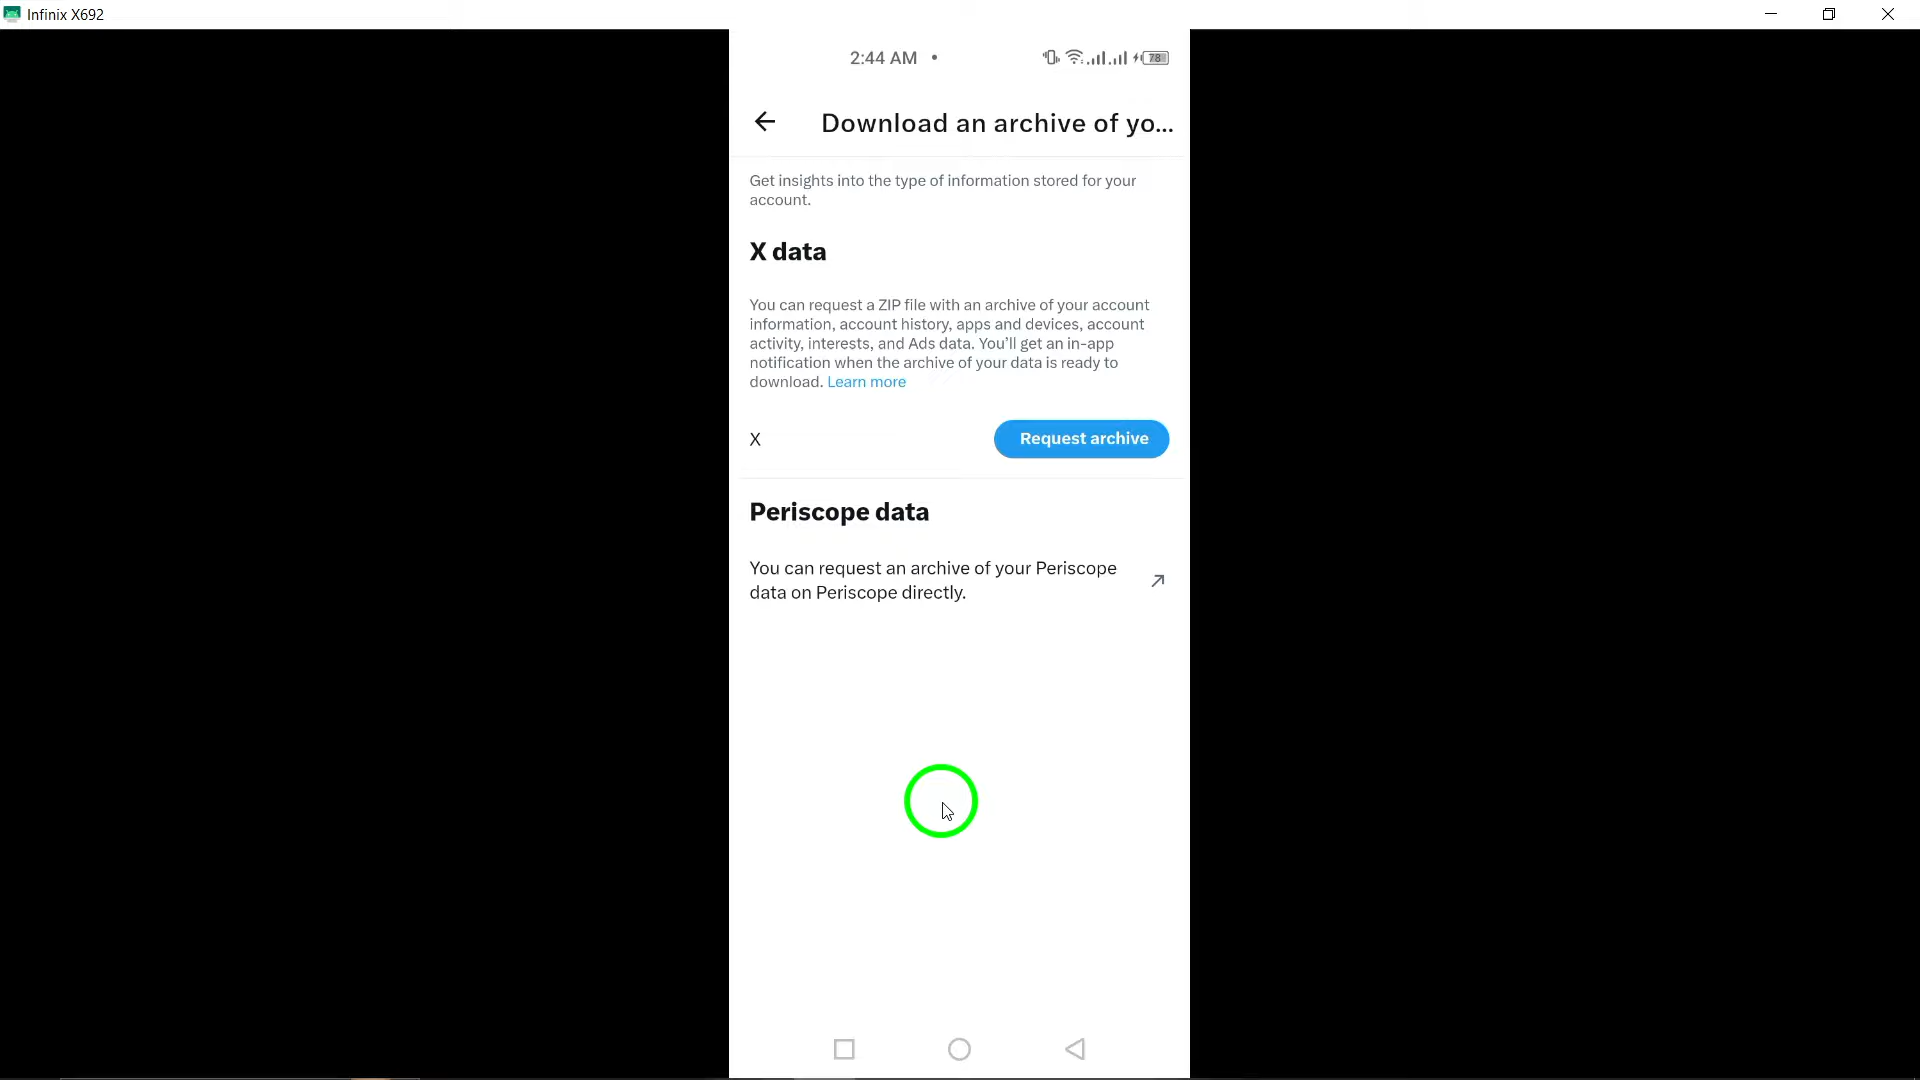 Infinix X692
2:44 AM •
78
Download an archive of yo...
Get insights into the type of information stored for your
account.
X data
You can request a ZIP file with an archive of your account
information, account history, apps and devices, account
activity, interests, and Ads data. You’ll get an in-app
notification when the archive of your data is ready to
download. Learn more
X
Request archive
Periscope data
You can request an archive of your Periscope
data on Periscope directly.